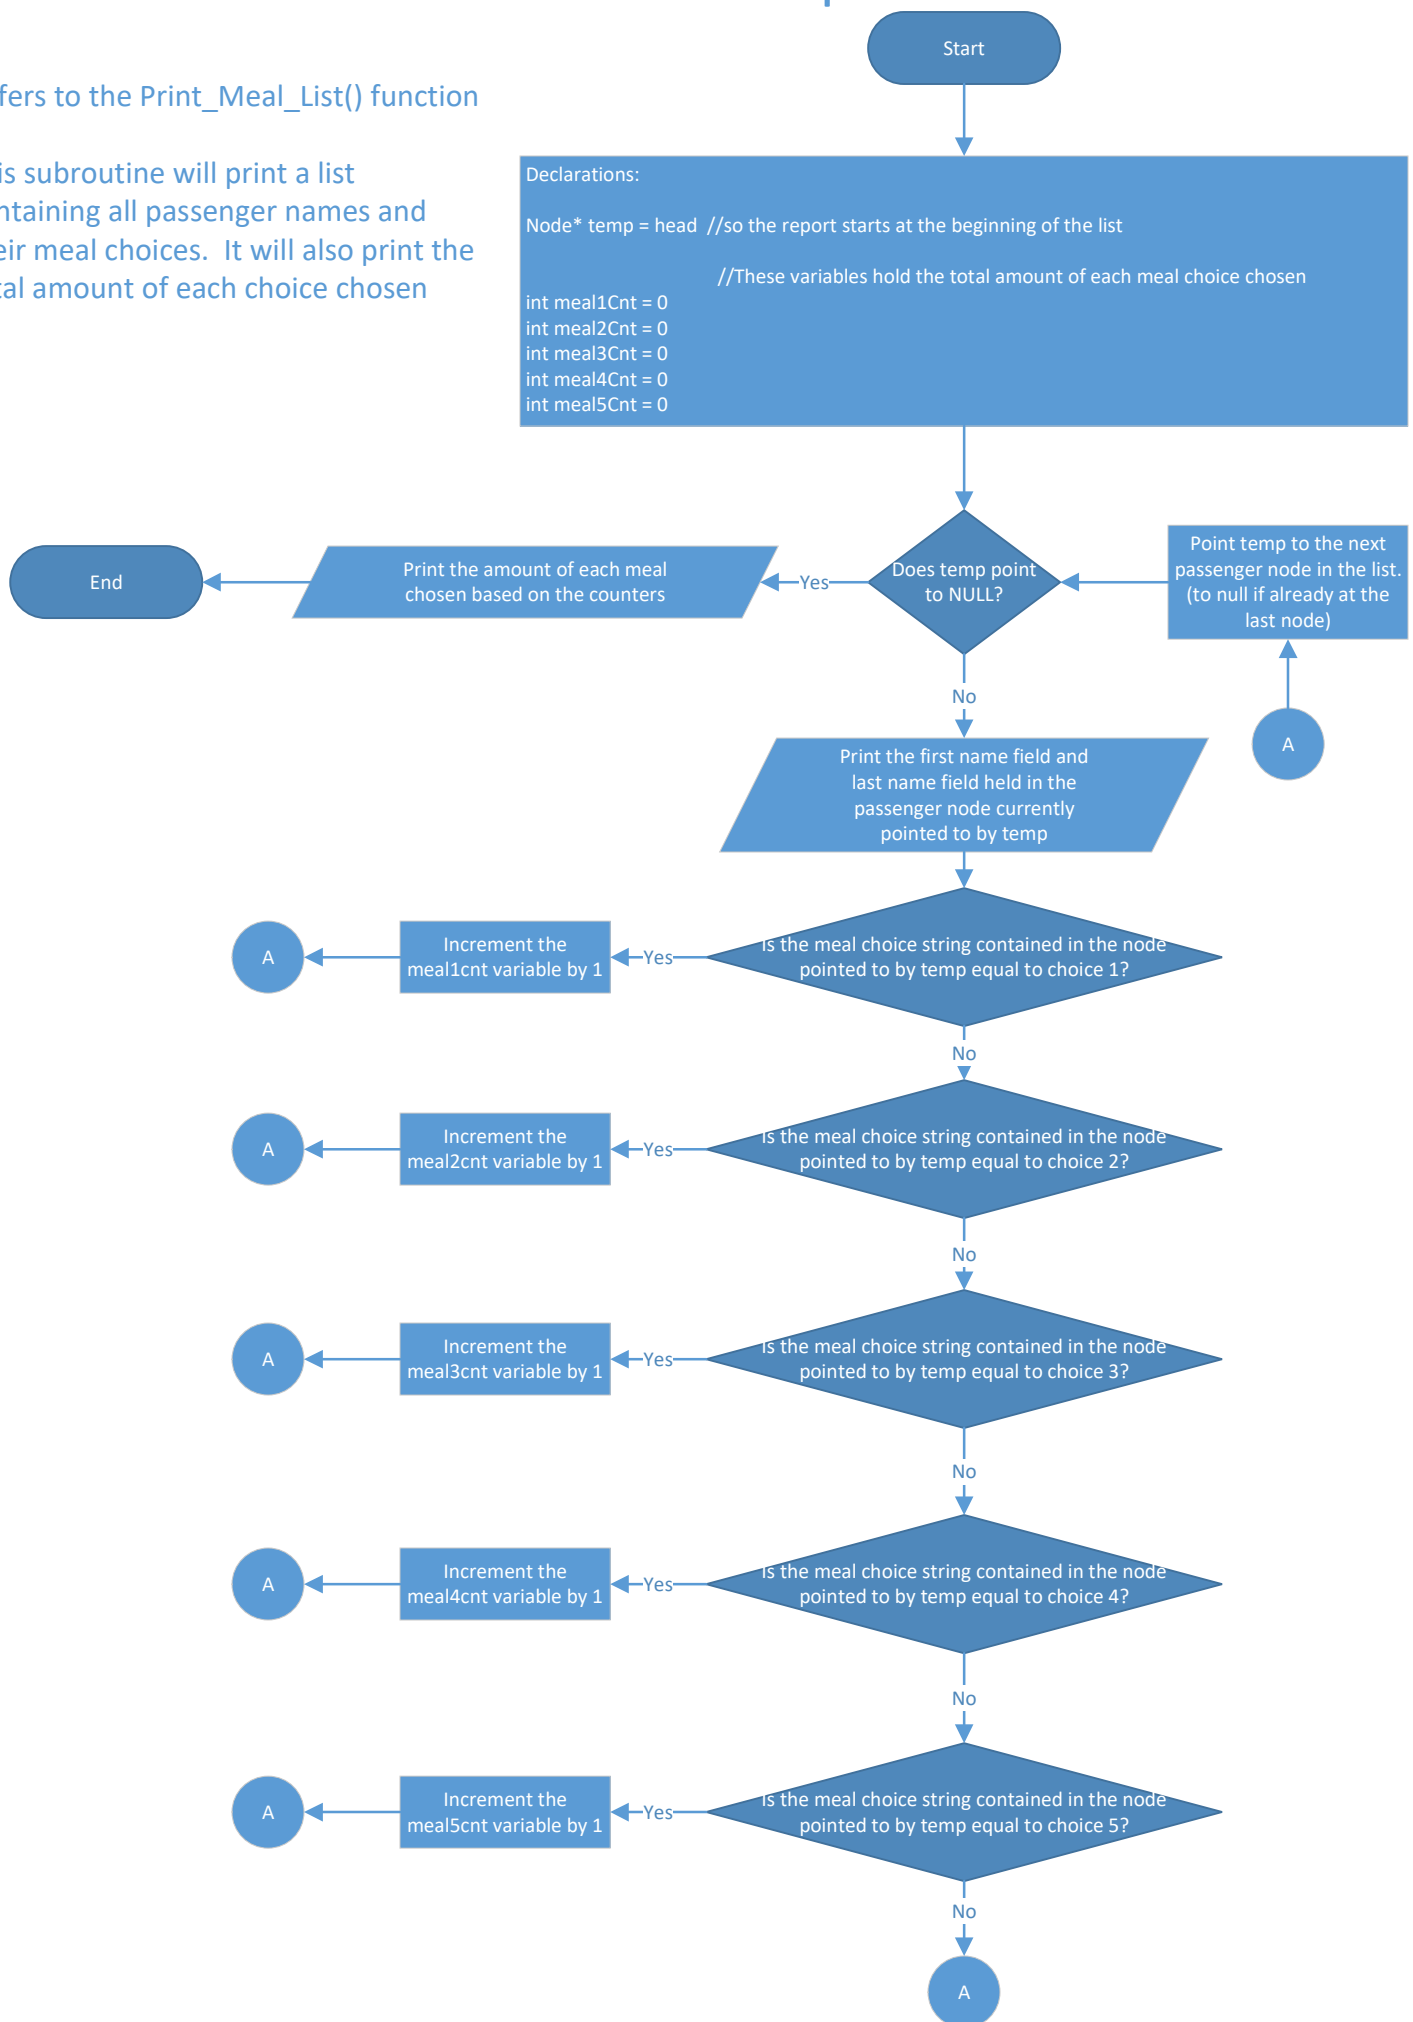 Start
fers to the Print_Meal_List() function
is subroutine will print a list
ntaining all passenger names and
eir meal choices.  It will also print the
tal amount of each choice chosen
Declarations:
Node* temp = head  //so the report starts at the beginning of the list
//These variables hold the total amount of each meal choice chosen
int meal1Cnt = 0
int meal2Cnt = 0
int meal3Cnt = 0
int meal4Cnt = 0
int meal5Cnt = 0
End
Print the amount of each meal
chosen based on the counters
Yes
Does temp point
to NULL?
Point temp to the next
passenger node in the list.
(to null if already at the
last node)
No
A
Print the first name field and
last name field held in the
passenger node currently
pointed to by temp
A
Increment the
meal1cnt variable by 1
Yes
Is the meal choice string contained in the node
pointed to by temp equal to choice 1?
No
A
Increment the
meal2cnt variable by 1
Yes
Is the meal choice string contained in the node
pointed to by temp equal to choice 2?
No
A
Increment the
meal3cnt variable by 1
Yes
Is the meal choice string contained in the node
pointed to by temp equal to choice 3?
No
A
Increment the
meal4cnt variable by 1
Yes
Is the meal choice string contained in the node
pointed to by temp equal to choice 4?
No
A
Increment the
meal5cnt variable by 1
Yes
Is the meal choice string contained in the node
pointed to by temp equal to choice 5?
No
A